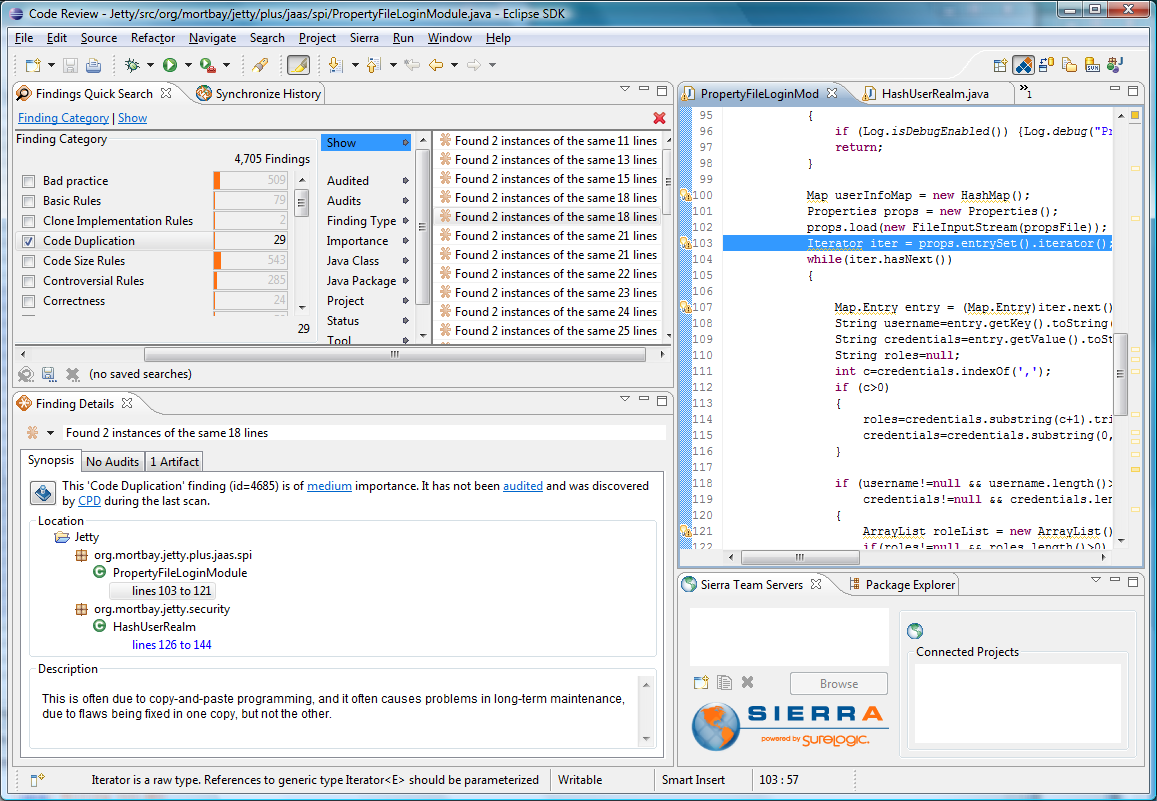 Code Review - Jetty/src/org/mortbay/jetty/plus/jaas/spi/PropertyFileLoginModule.java - Eclipse SDK
File Edit Source Refactor Navigate Search Project Sierra Run Window Help
Findings Quick Search
Synchronize History
Finding Category | Show
Finding Category
4,705 Findings
Bad practice 509
Basic Rules 79
Clone Implementation Rules 2
Code Duplication 29
Code Size Rules 543
Controversial Rules 285
Correctness 24
29
Show
Audited
Audits
Finding Type
Importance
Java Class
Java Package
Project
Status
Tool
Found 2 instances of the same 11 lines
Found 2 instances of the same 13 lines
Found 2 instances of the same 15 lines
Found 2 instances of the same 18 lines
Found 2 instances of the same 18 lines
Found 2 instances of the same 21 lines
Found 2 instances of the same 21 lines
Found 2 instances of the same 22 lines
Found 2 instances of the same 23 lines
Found 2 instances of the same 24 lines
Found 2 instances of the same 25 lines
(no saved searches)
Finding Details
Found 2 instances of the same 18 lines
Synopsis No Audits 1 Artifact
This 'Code Duplication' finding (id=4685) is of medium importance. It has not been audited and was discovered
by CPD during the last scan.
Location
Jetty
org.mortbay.jetty.plus.jaas.spi
PropertyFileLoginModule
lines 103 to 121
org.mortbay.jetty.security
HashUserRealm
lines 126 to 144
Description
This is often due to copy-and-paste programming, and it often causes problems in long-term maintenance,
due to flaws being fixed in one copy, but not the other.
PropertyFileLoginMod
HashUserRealm.java
»1
95 {
96 if (Log.isDebugEnabled()) {Log.debug("Pr
97 return;
98 }
99
100 Map userInfoMap = new HashMap();
101 Properties props = new Properties();
102 props.load(new FileInputStream(propsFile));
103 Iterator iter = props.entrySet().iterator();
104 while(iter.hasNext())
105 {
106
107 Map.Entry entry = (Map.Entry)iter.next()
108 String username=entry.getKey().toString(
109 String credentials=entry.getValue().toSt
110 String roles=null;
111 int c=credentials.indexOf(',');
112 if (c>0)
113 {
114 roles=credentials.substring(c+1).tri
115 credentials=credentials.substring(0,
116 }
117
118 if (username!=null && username.length()>
119 credentials!=null && credentials.len
120 {
121 ArrayList roleList = new ArrayList()
122 if(roles!=null && roles.length()>0)
Sierra Team Servers
Package Explorer
Browse
SIERRA
powered by SureLogic.
Connected Projects
Iterator is a raw type. References to generic type Iterator<E> should be parameterized
Writable
Smart Insert
103 : 57